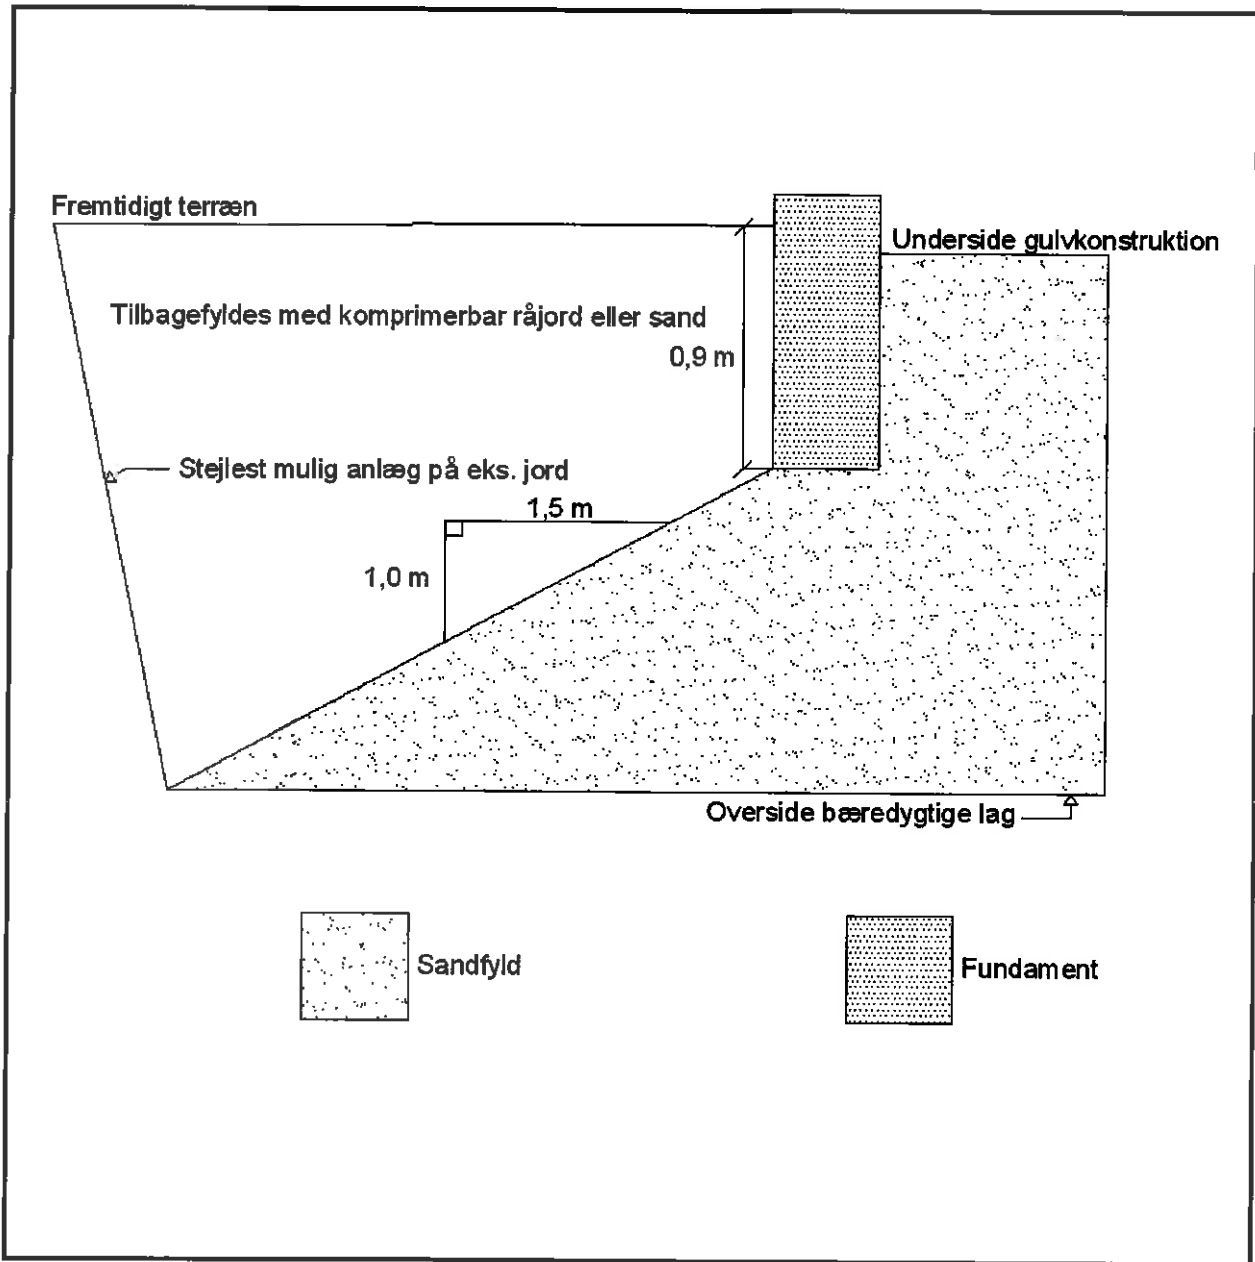 Fremtidigt terræn
Underside gulvkonstruktion
Tilbagefyldes med komprimerbar råjord eller sand
0,9 m
Stejlest mulig anlæg på eks. jord
1,5 m
1,0 m
Overside bæredygtige lag
Sandfyld
Fundament